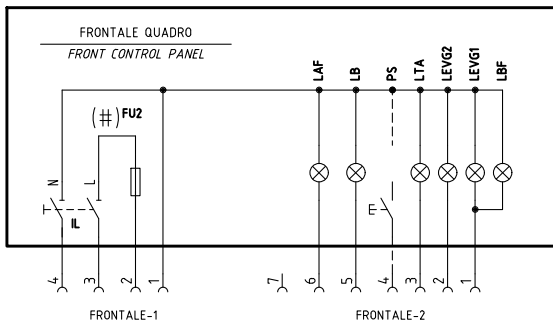 FRONTALE QUADRO
FRONT CONTROL PANEL
LAF
LB
PS
LTA
LEVG2
LEVG1
LBF
(#) FU2
N
L
IL
4
3
2
1
7
6
5
4
3
2
1
FRONTALE-1
FRONTALE-2